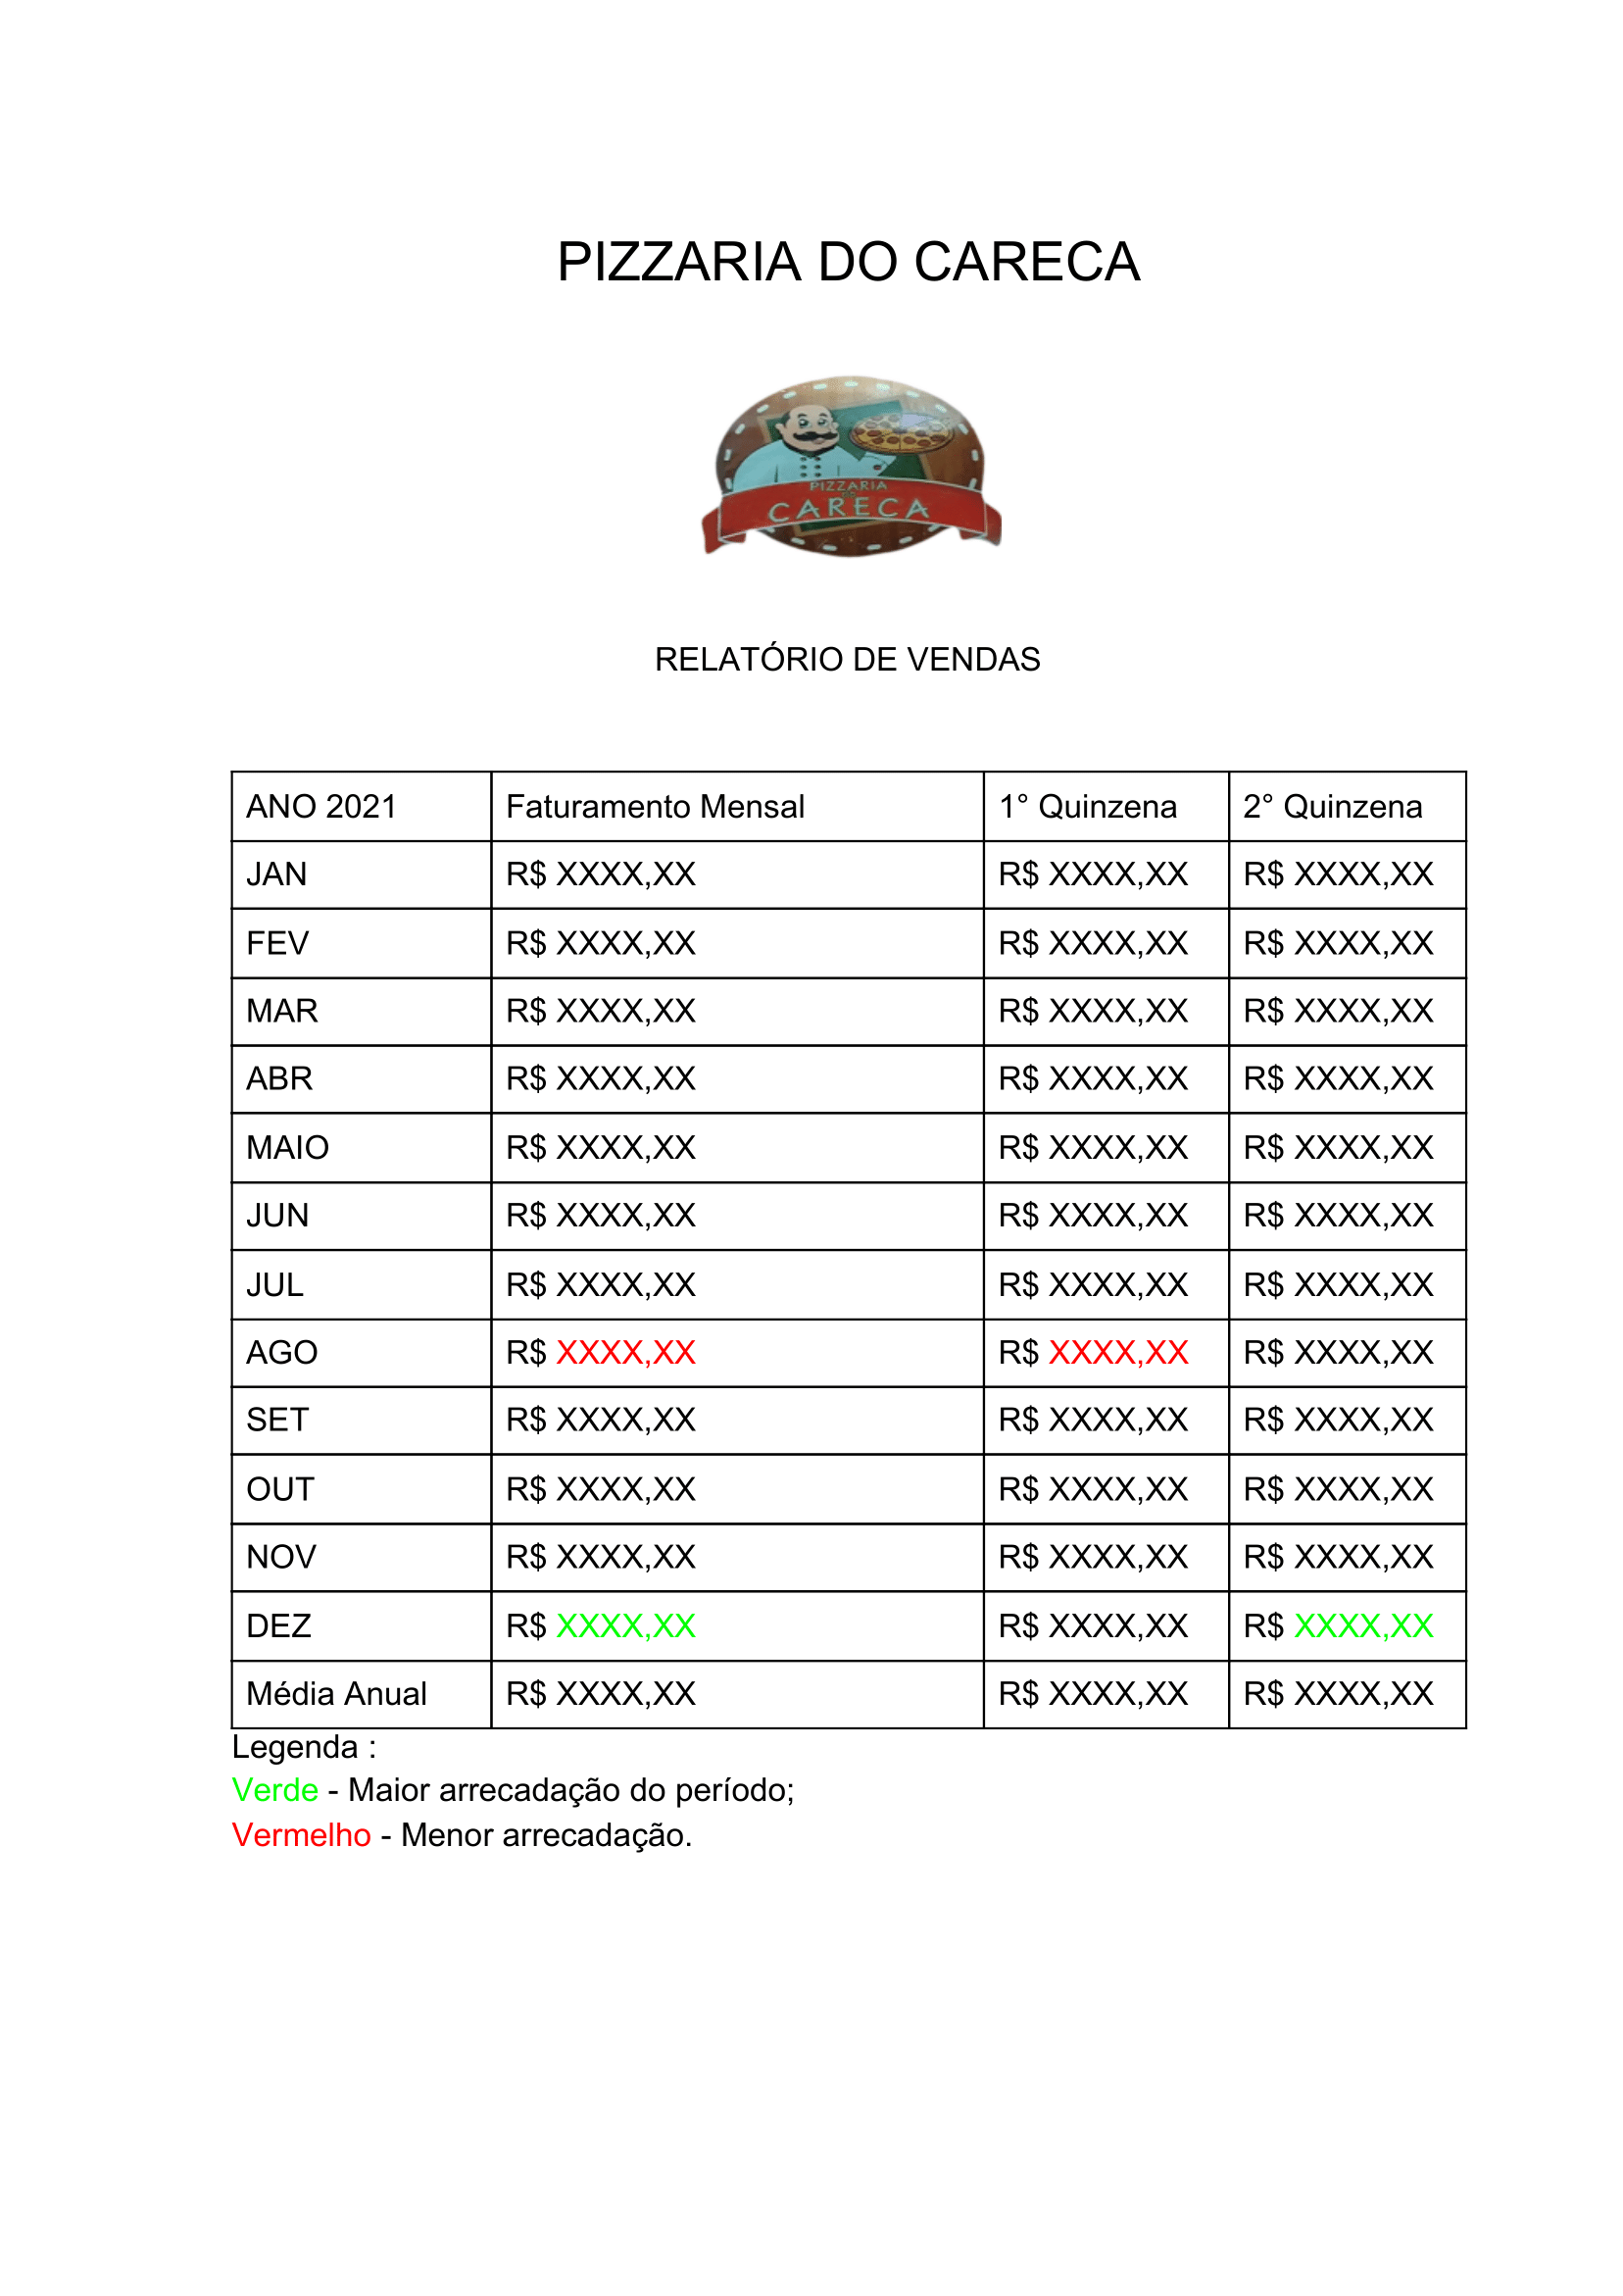 PIZZARIA DO CARECA
PIZZARIA
DO
CARECA
RELATÓRIO DE VENDAS
ANO 2021 Faturamento Mensal 1° Quinzena 2° Quinzena
JAN R$ XXXX,XX R$ XXXX,XX R$ XXXX,XX
FEV R$ XXXX,XX R$ XXXX,XX R$ XXXX,XX
MAR R$ XXXX,XX R$ XXXX,XX R$ XXXX,XX
ABR R$ XXXX,XX R$ XXXX,XX R$ XXXX,XX
MAIO R$ XXXX,XX R$ XXXX,XX R$ XXXX,XX
JUN R$ XXXX,XX R$ XXXX,XX R$ XXXX,XX
JUL R$ XXXX,XX R$ XXXX,XX R$ XXXX,XX
AGO R$ XXXX,XX R$ XXXX,XX R$ XXXX,XX
SET R$ XXXX,XX R$ XXXX,XX R$ XXXX,XX
OUT R$ XXXX,XX R$ XXXX,XX R$ XXXX,XX
NOV R$ XXXX,XX R$ XXXX,XX R$ XXXX,XX
DEZ R$ XXXX,XX R$ XXXX,XX R$ XXXX,XX
Média Anual R$ XXXX,XX R$ XXXX,XX R$ XXXX,XX
Legenda :
Verde - Maior arrecadação do período;
Vermelho - Menor arrecadação.